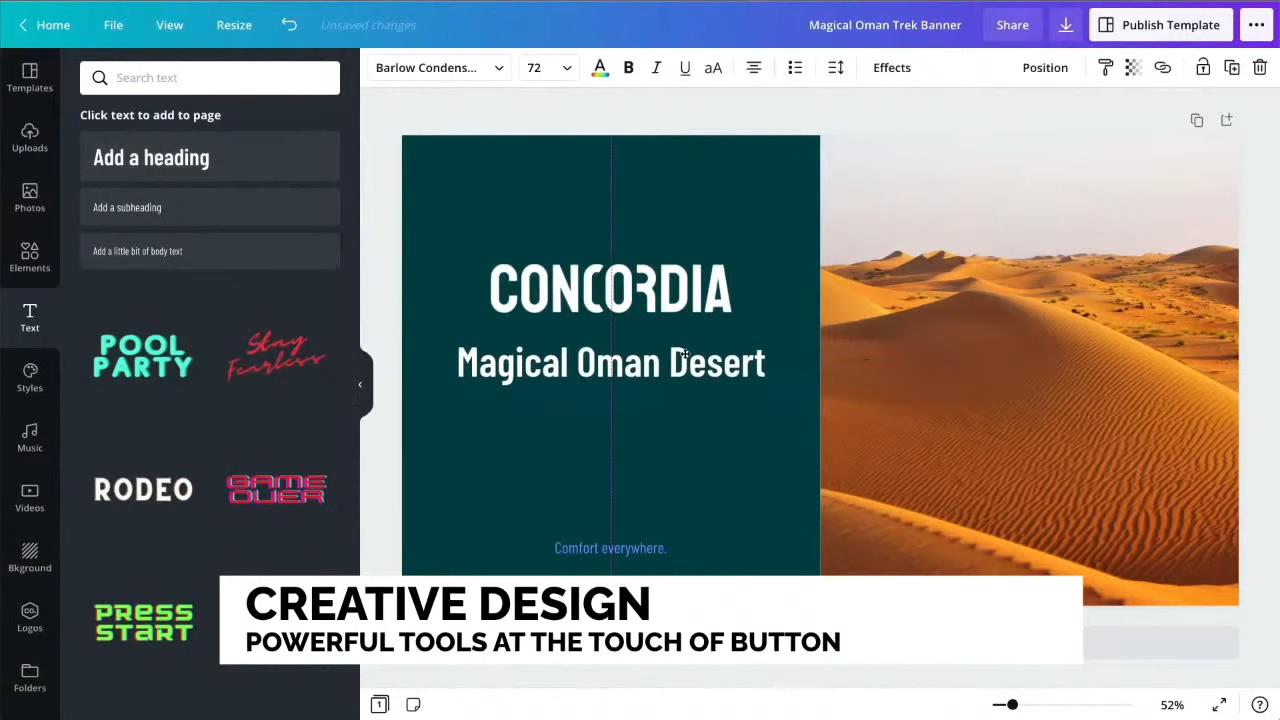 Home
File
View
Resize
Unsaved changes
Magical Oman Trek Banner
Share
Publish Template
Templates
Uploads
Photos
Elements
Text
Styles
Music
Videos
Bkground
co.
Logos
Folders
Search text
Click text to add to page
Add a heading
Add a subheading
Add a little bit of body text
POOL
PARTY
Stay
Fearless
RODEO
GAME
OVER
PRESS
START
Barlow Condens...
72
A
B
I
U
aA
Effects
Position
CONCORDIA
Magical Oman Desert
Comfort everywhere.
CREATIVE DESIGN
POWERFUL TOOLS AT THE TOUCH OF BUTTON
1
52%
?